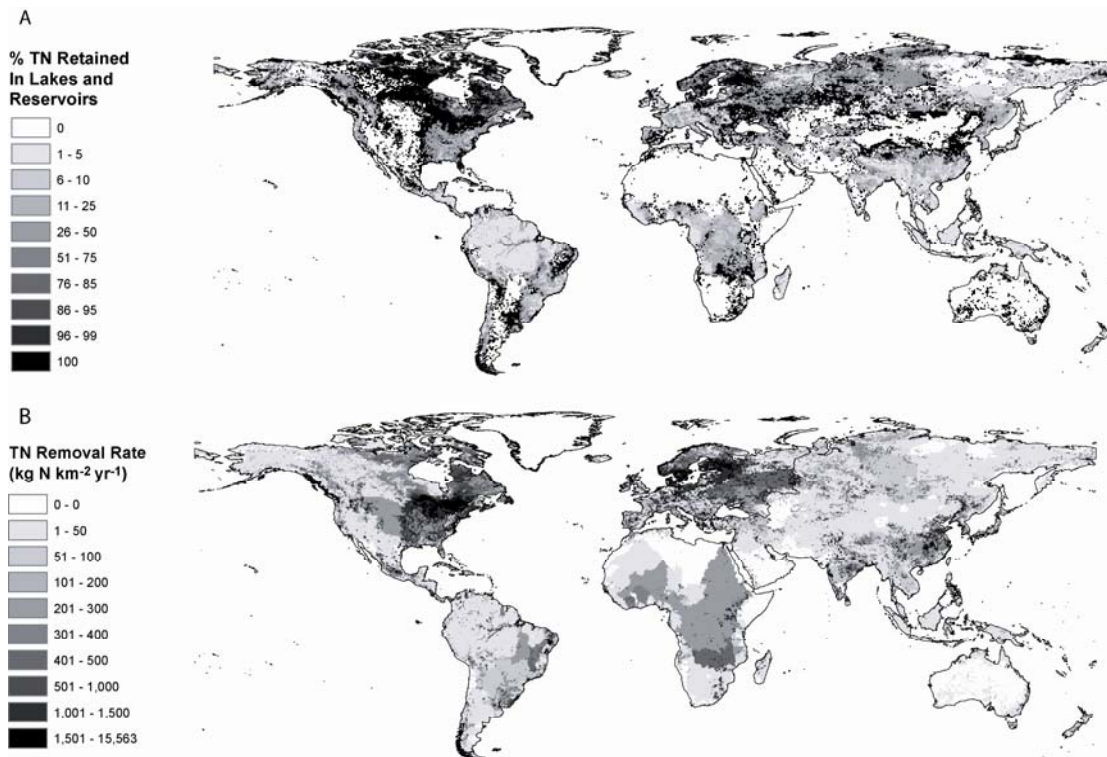 A
% TN Retained
In Lakes and
Reservoirs
0
1 - 5
6 - 10
11 - 25
26 - 50
51 - 75
76 - 85
86 - 95
96 - 99
100
B
TN Removal Rate
(kg N km-2 yr-1)
0 - 0
1 - 50
51 - 100
101 - 200
201 - 300
301 - 400
401 - 500
501 - 1,000
1.001 - 1.500
1,501 - 15,563